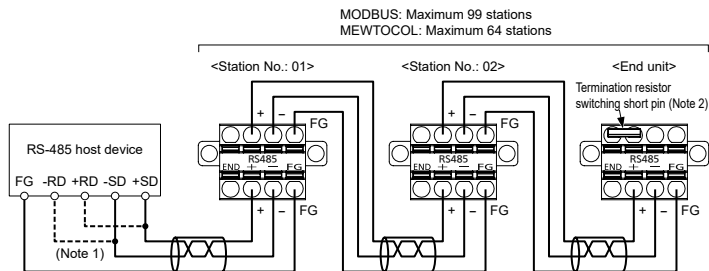 MODBUS: Maximum 99 stations
MEWTOCOL: Maximum 64 stations
<Station No.: 01>
<Station No.: 02>
<End unit>
Termination resistor
switching short pin (Note 2)
+ – FG
+ – FG
RS-485 host device
FG -RD +RD -SD +SD
(Note 1)
RS485
END + – FG
RS485
END + – FG
RS485
END + – FG
+ – FG
+ – FG
+ – FG